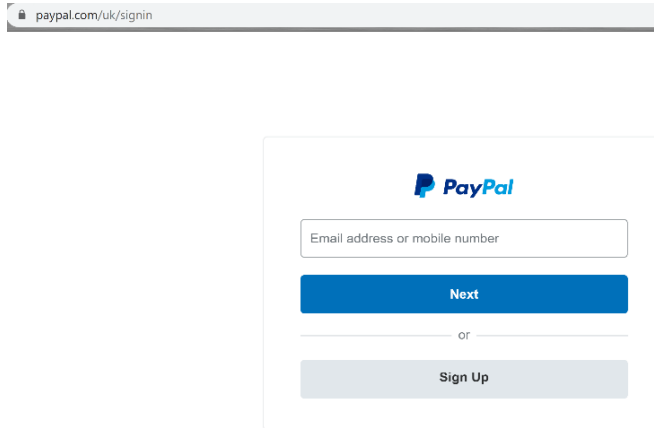 paypal.com/uk/signin
PayPal
Email address or mobile number
Next
or
Sign Up